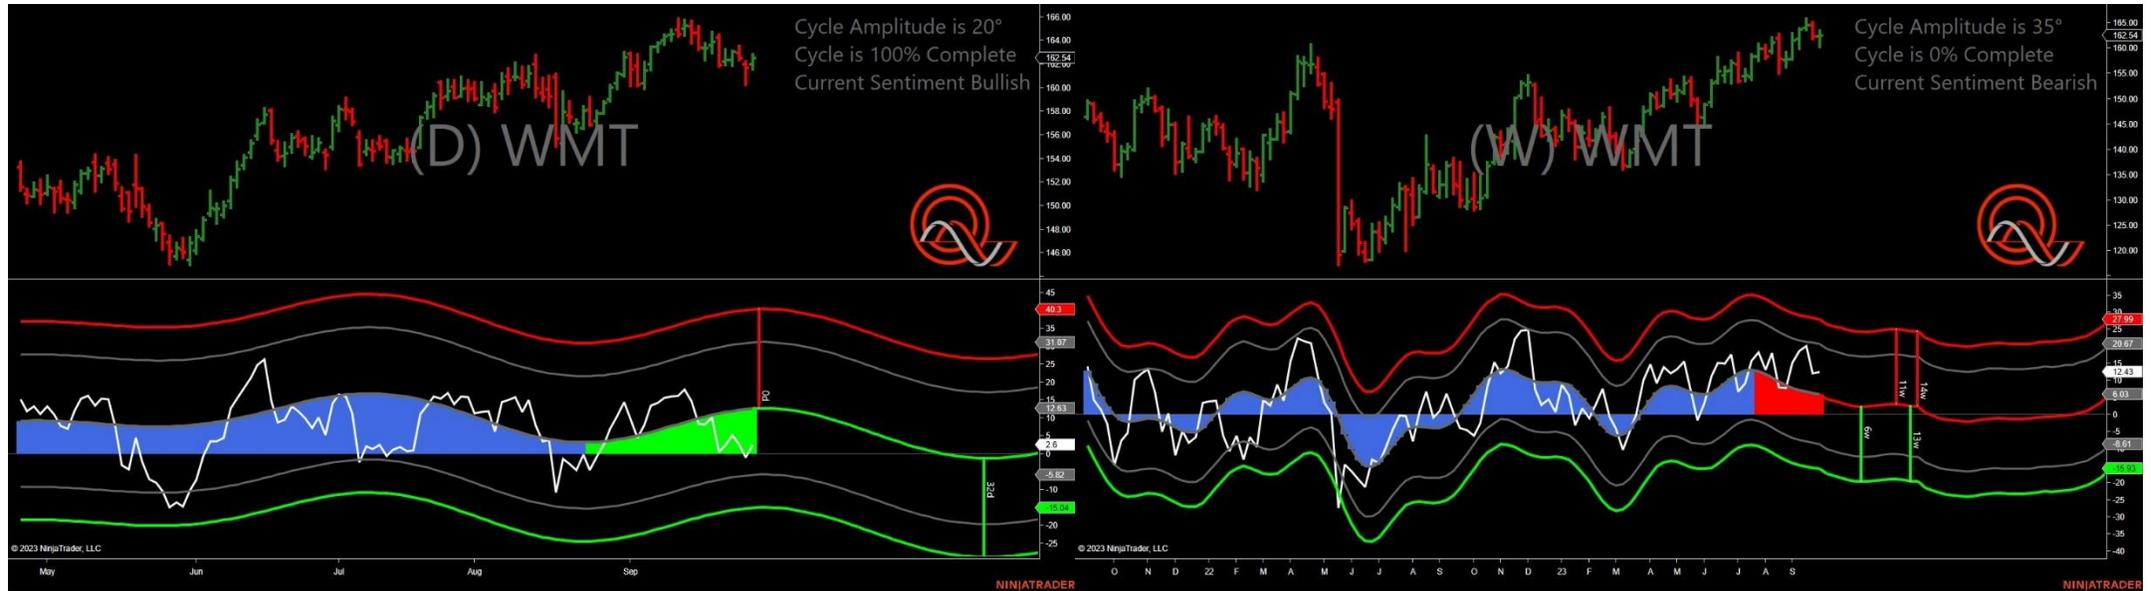 Cycle Amplitude is 20°
Cycle is 100% Complete
Current Sentiment Bullish
(D) WMT
166.00
164.00
162.54
162.00
160.00
158.00
156.00
154.00
152.00
150.00
148.00
146.00
45
40.3
35
31.07
25
20
15
12.63
5
2.6
0
-5.82
-10
-15.04
-20
-25
0d
32d
© 2023 NinjaTrader, LLC
May
Jun
Jul
Aug
Sep
NINJATRADER
Cycle Amplitude is 35°
Cycle is 0% Complete
Current Sentiment Bearish
(W) WMT
165.00
162.54
160.00
155.00
150.00
145.00
140.00
135.00
130.00
125.00
120.00
35
27.99
25
20.67
15
12.43
10
6.03
0
-5
-8.61
-15.93
-20
-25
-30
-35
-40
11w
14w
6w
13w
© 2023 NinjaTrader, LLC
O N D 22 F M A M J J A S O N D 23 F M A M J J A S
NINJATRADER